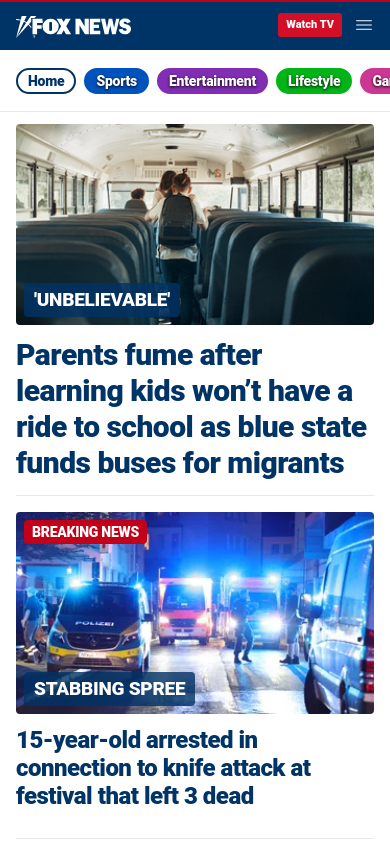 FOX NEWS
Watch TV
Home
Sports
Entertainment
Lifestyle
'UNBELIEVABLE'
Parents fume after
learning kids won’t have a
ride to school as blue state
funds buses for migrants
BREAKING NEWS
POLIZEI
STABBING SPREE
15-year-old arrested in
connection to knife attack at
festival that left 3 dead